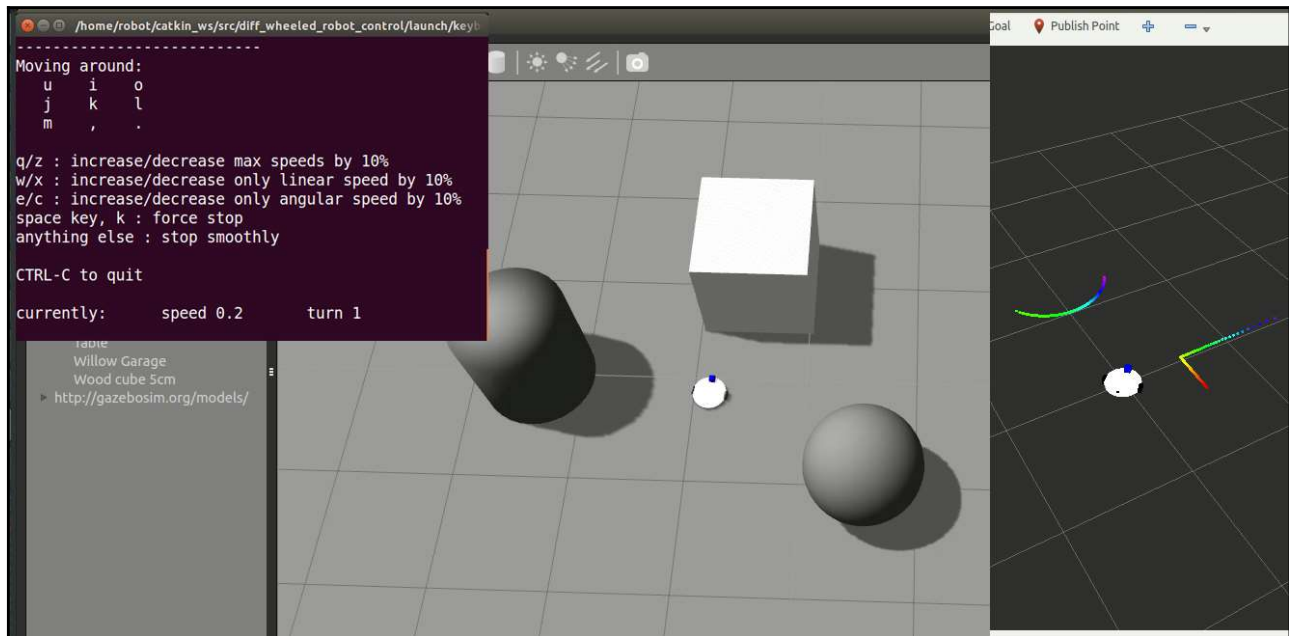 /home/robot/catkin_ws/src/diff_wheeled_robot_control/launch/keyb
----------------------------
Moving around:
u i o
j k l
m , .
q/z : increase/decrease max speeds by 10%
w/x : increase/decrease only linear speed by 10%
e/c : increase/decrease only angular speed by 10%
space key, k : force stop
anything else : stop smoothly
CTRL-C to quit
currently: speed 0.2 turn 1
Table
Willow Garage
Wood cube 5cm
http://gazebosim.org/models/
Goal Publish Point